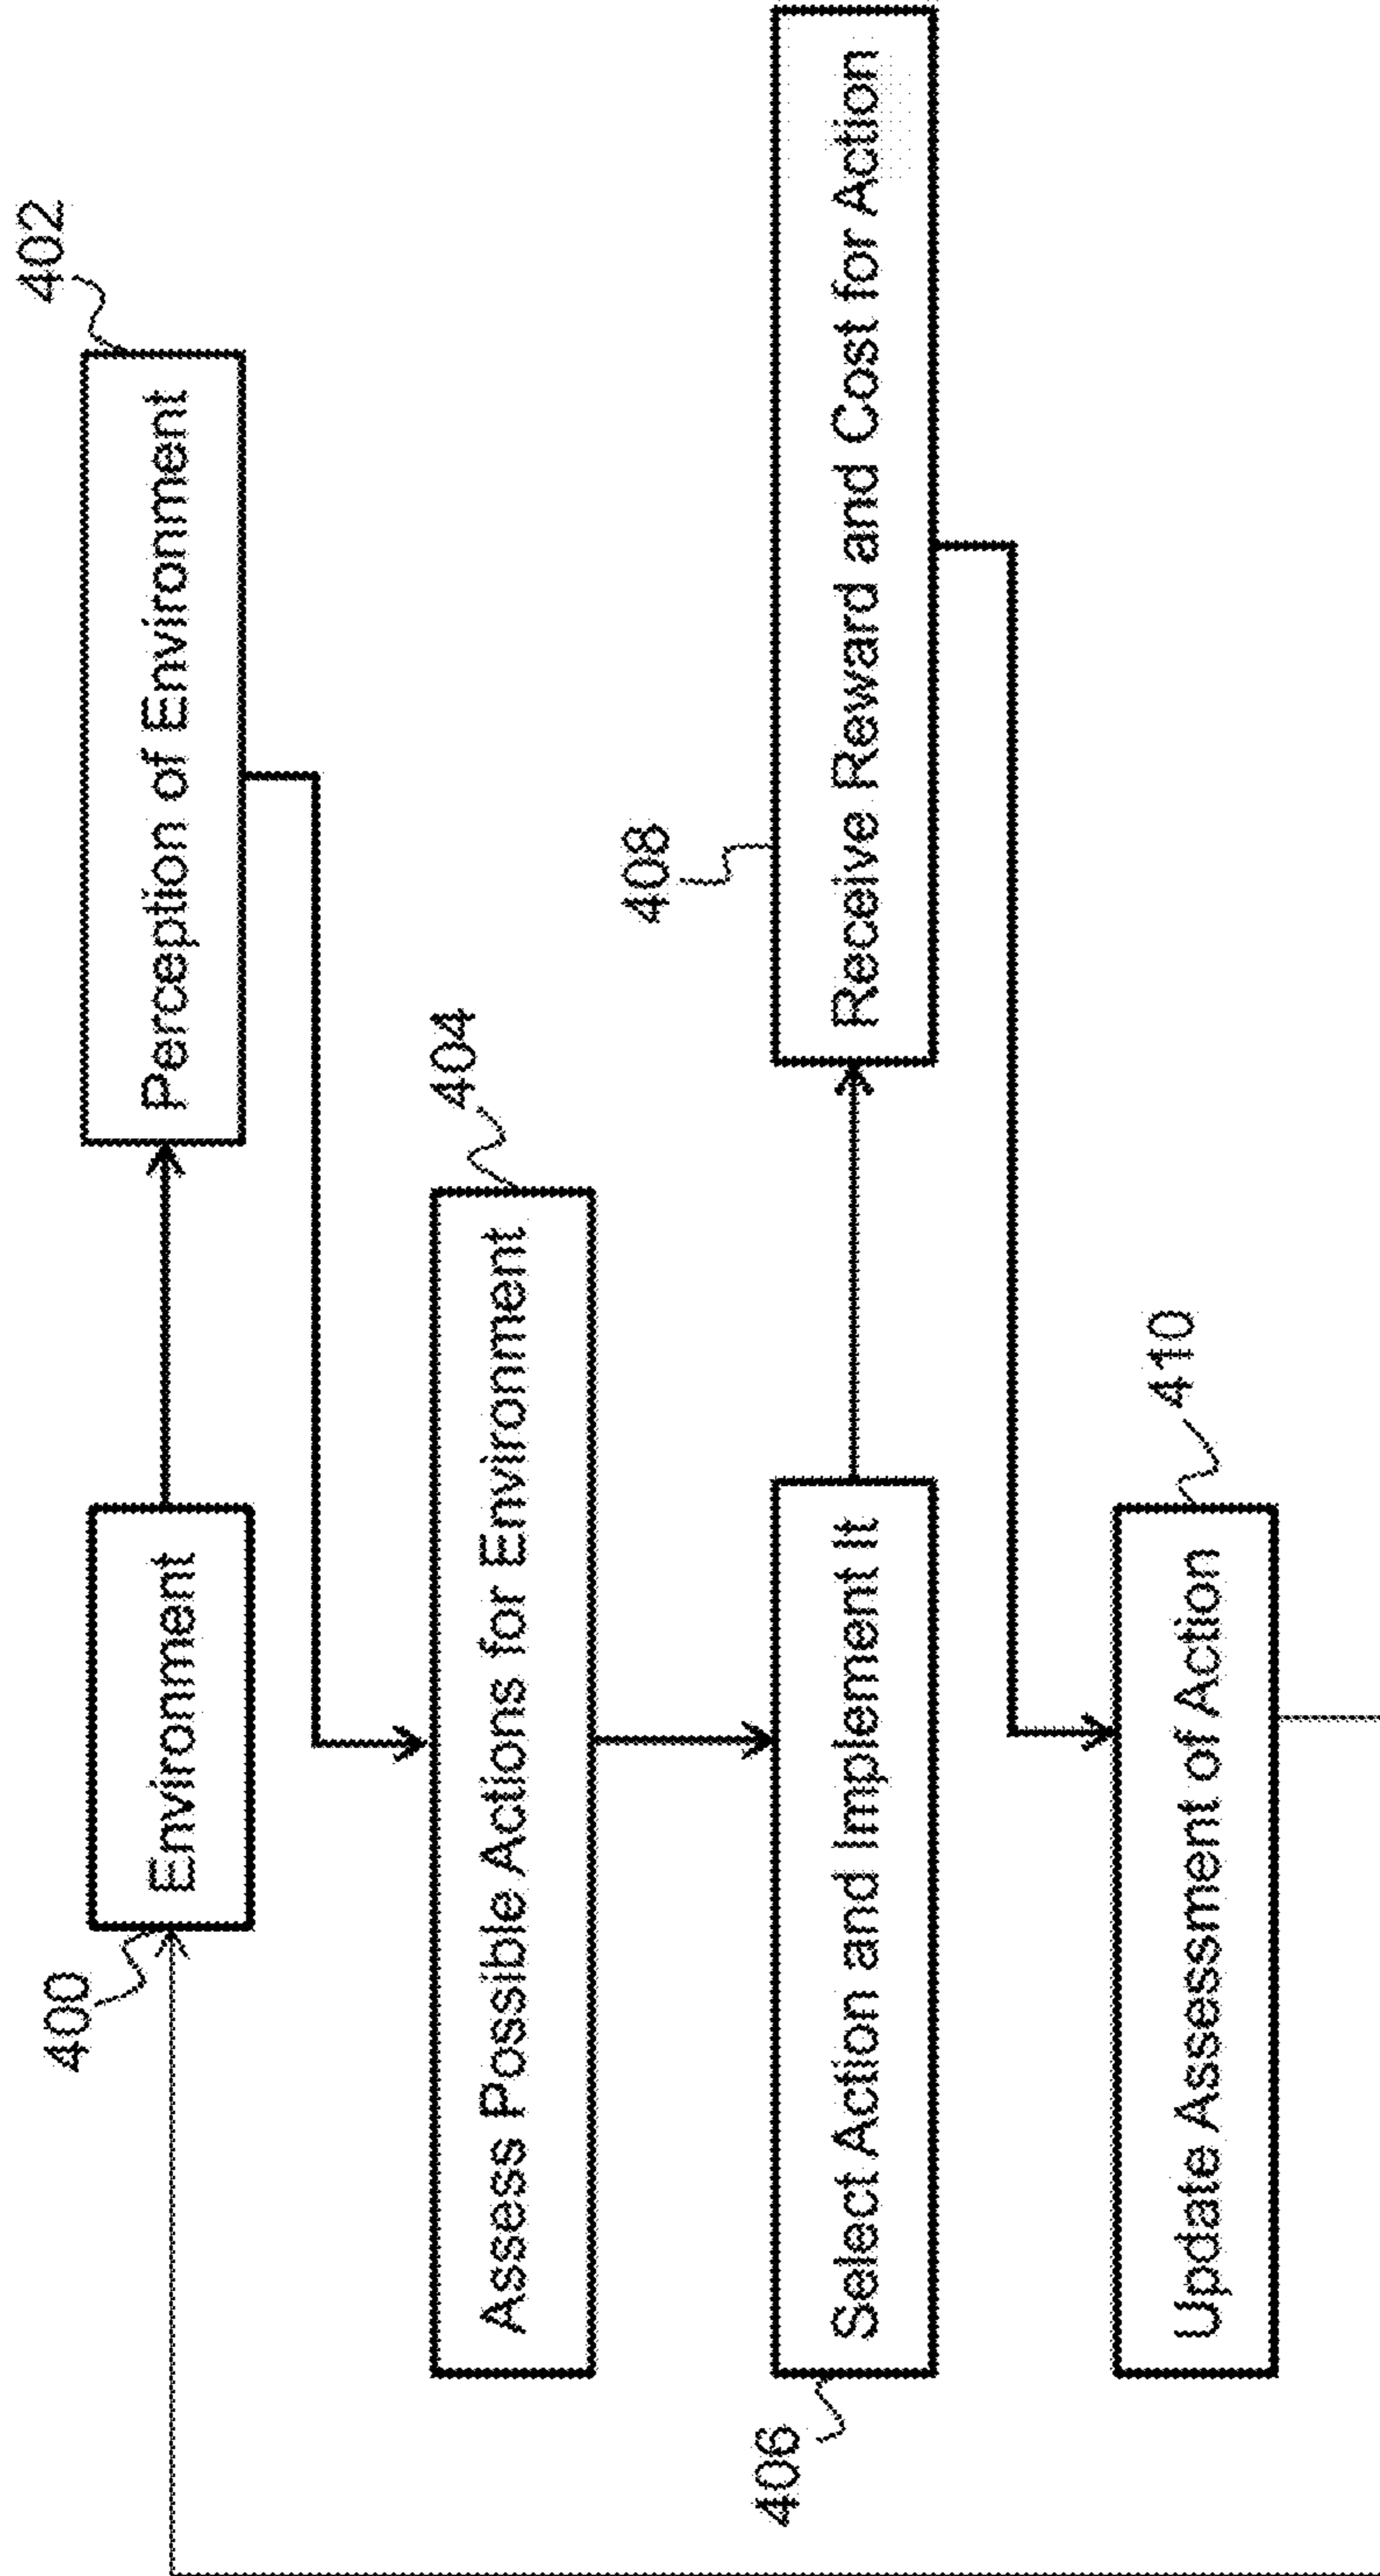 400
Environment
Perception of Environment
402
Assess Possible Actions for Environment
404
406
Select Action and Implement It
408
Receive Reward and Cost for Action
Update Assessment of Action
410